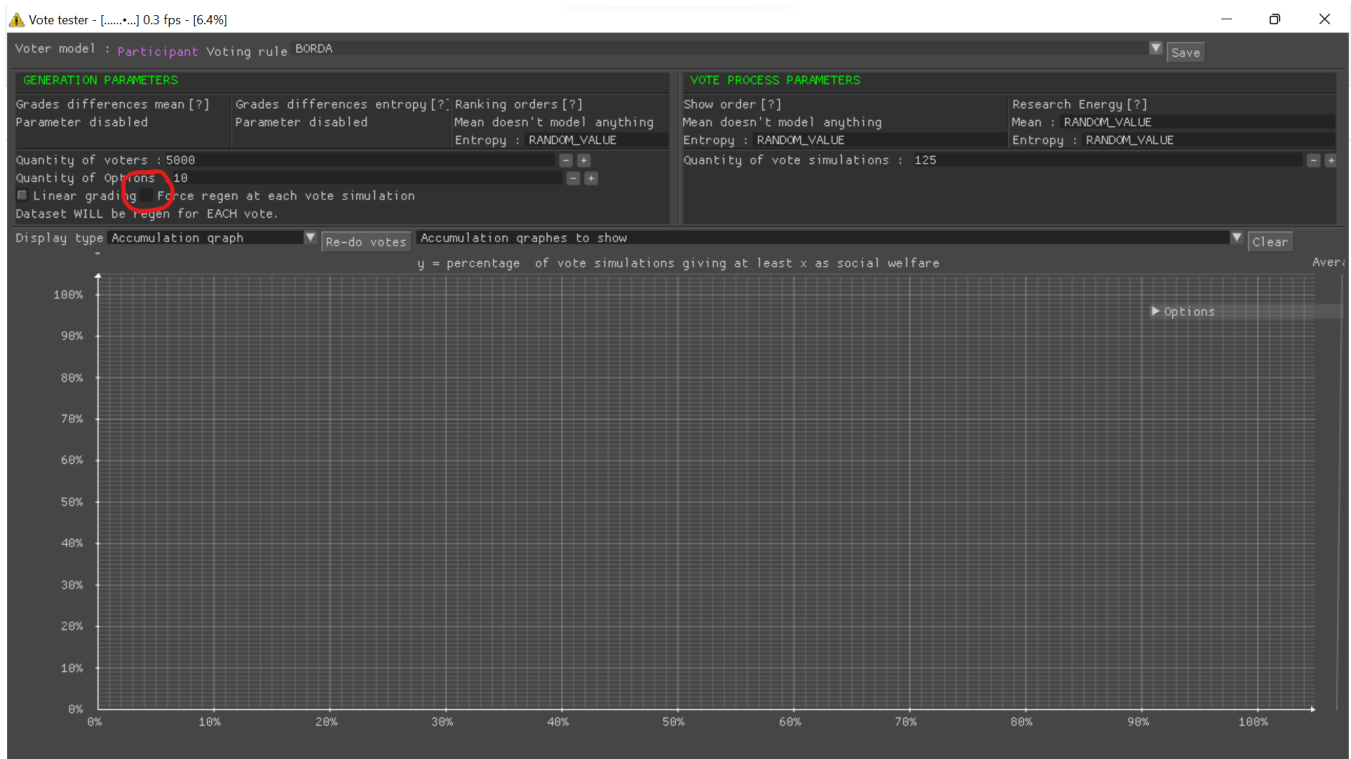 Vote tester - [......•...] 0.3 fps - [6.4%]
Voter model : Participant Voting rule BORDA Save
GENERATION PARAMETERS
Grades differences mean[?] Grades differences entropy[?] Ranking orders[?]
Parameter disabled Parameter disabled Mean doesn't model anything
Entropy : RANDOM_VALUE
Quantity of voters : 5000 - +
Quantity of Options : 10 - +
Linear grading Force regen at each vote simulation
Dataset WILL be regen for EACH vote.
VOTE PROCESS PARAMETERS
Show order[?] Research Energy[?]
Mean doesn't model anything Mean : RANDOM_VALUE
Entropy : RANDOM_VALUE Entropy : RANDOM_VALUE
Quantity of vote simulations : 125 - +
Display type Accumulation graph Re-do votes Accumulation graphes to show Clear
y = percentage of vote simulations giving at least x as social welfare Avera
Options
100%
90%
80%
70%
60%
50%
40%
30%
20%
10%
0%
0% 10% 20% 30% 40% 50% 60% 70% 80% 90% 100%